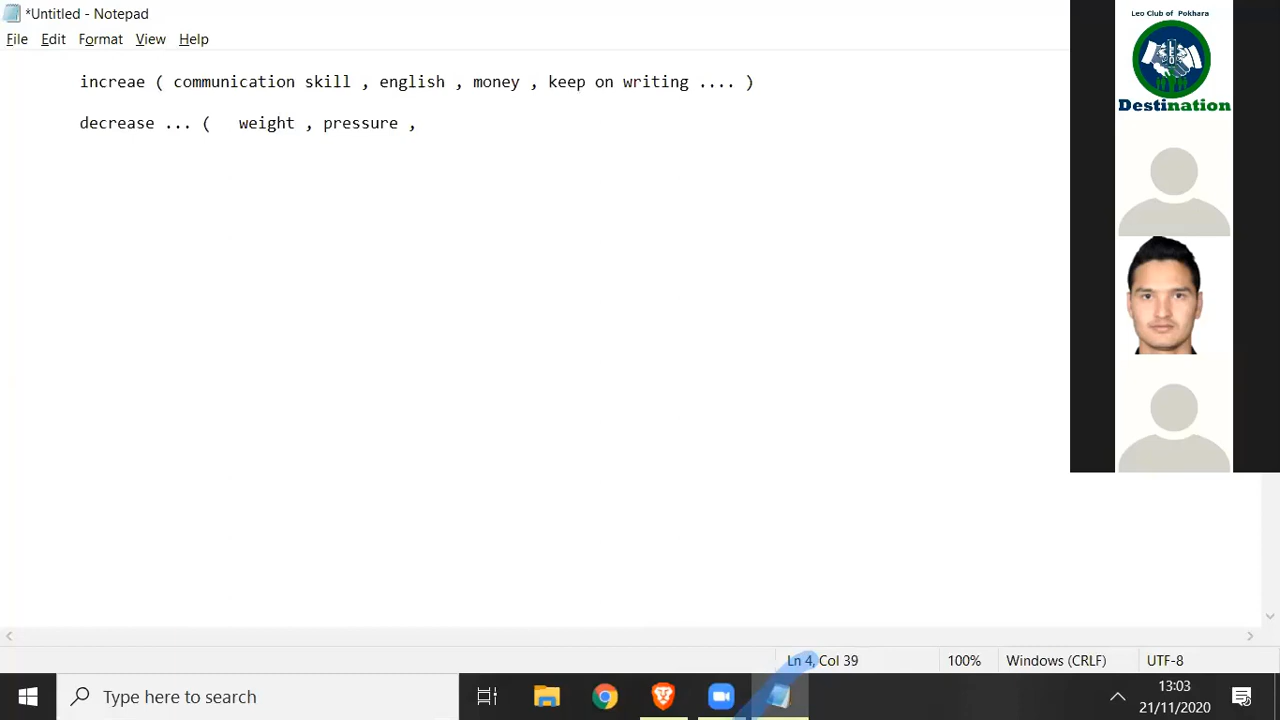 *Untitled - Notepad
File Edit Format View Help
increae ( communication skill , english , money , keep on writing .... )
decrease ... (   weight , pressure ,
Leo Club of Pokhara
LEO
Destination
Ln 4, Col 39
100%
Windows (CRLF)
UTF-8
Type here to search
13:03
21/11/2020